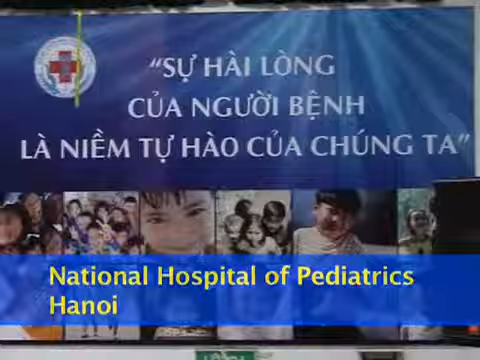 “SỰ HÀI LÒNG
CỦA NGƯỜI BỆNH
LÀ NIỀM TỰ HÀO CỦA CHÚNG TA”
National Hospital of Pediatrics
Hanoi